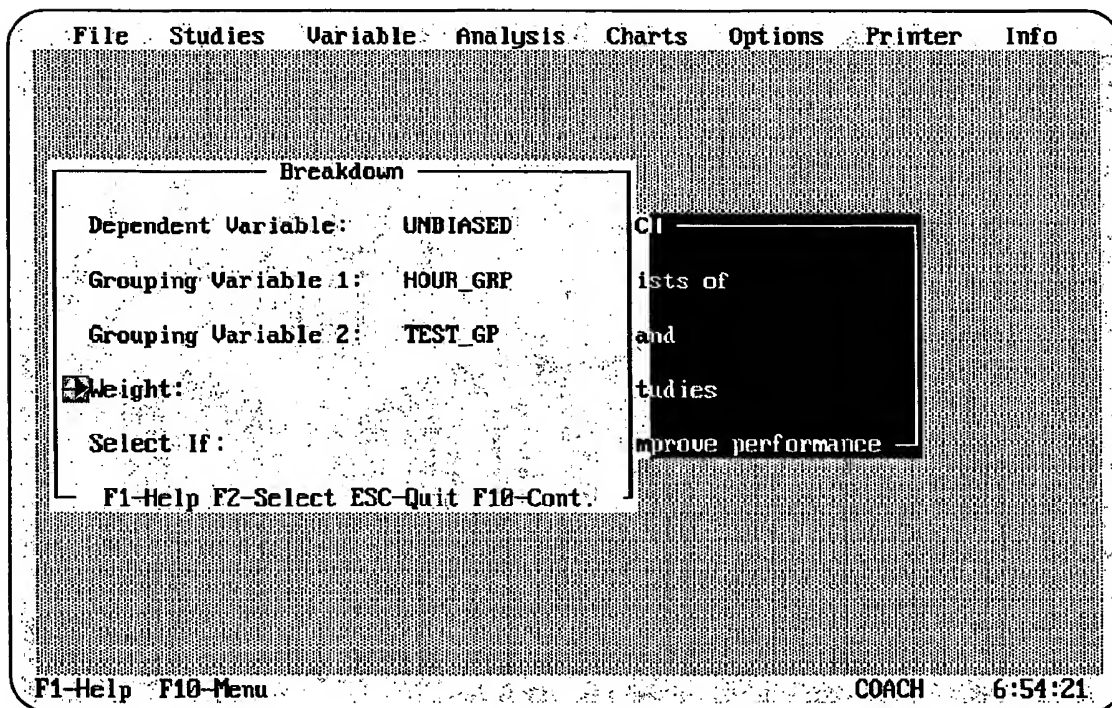 File Studies Variable Analysis Charts Options Printer Info
Breakdown
Dependent Variable: UNBIASED
Grouping Variable 1: HOUR_GRP
Grouping Variable 2: TEST_GP
Weight:
Select If:
F1-Help F2-Select ESC-Quit F10-Cont.
ists of
and
tudies
mprove performance
F1-Help F10-Menu COACH 6:54:21